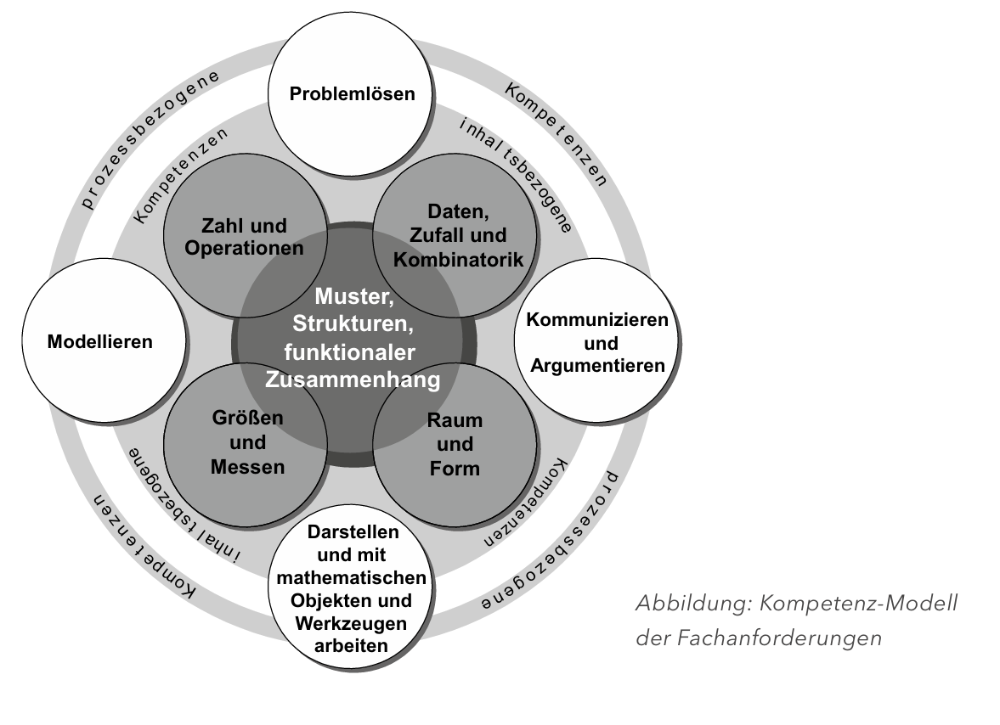 Problemlösen
prozessbezogene
Kompetenzen
Kompetenzen
inhaltsbezogene
Zahl und
Operationen
Daten,
Zufall und
Kombinatorik
Muster,
Strukturen,
funktionaler
Zusammenhang
Modellieren
Kommunizieren
und
Argumentieren
Größen
und
Messen
Raum
und
Form
inhaltsbezogene
Kompetenzen
Kompetenzen
prozessbezogene
Darstellen
und mit
mathematischen
Objekten und
Werkzeugen
arbeiten
Abbildung: Kompetenz-Modell
der Fachanforderungen